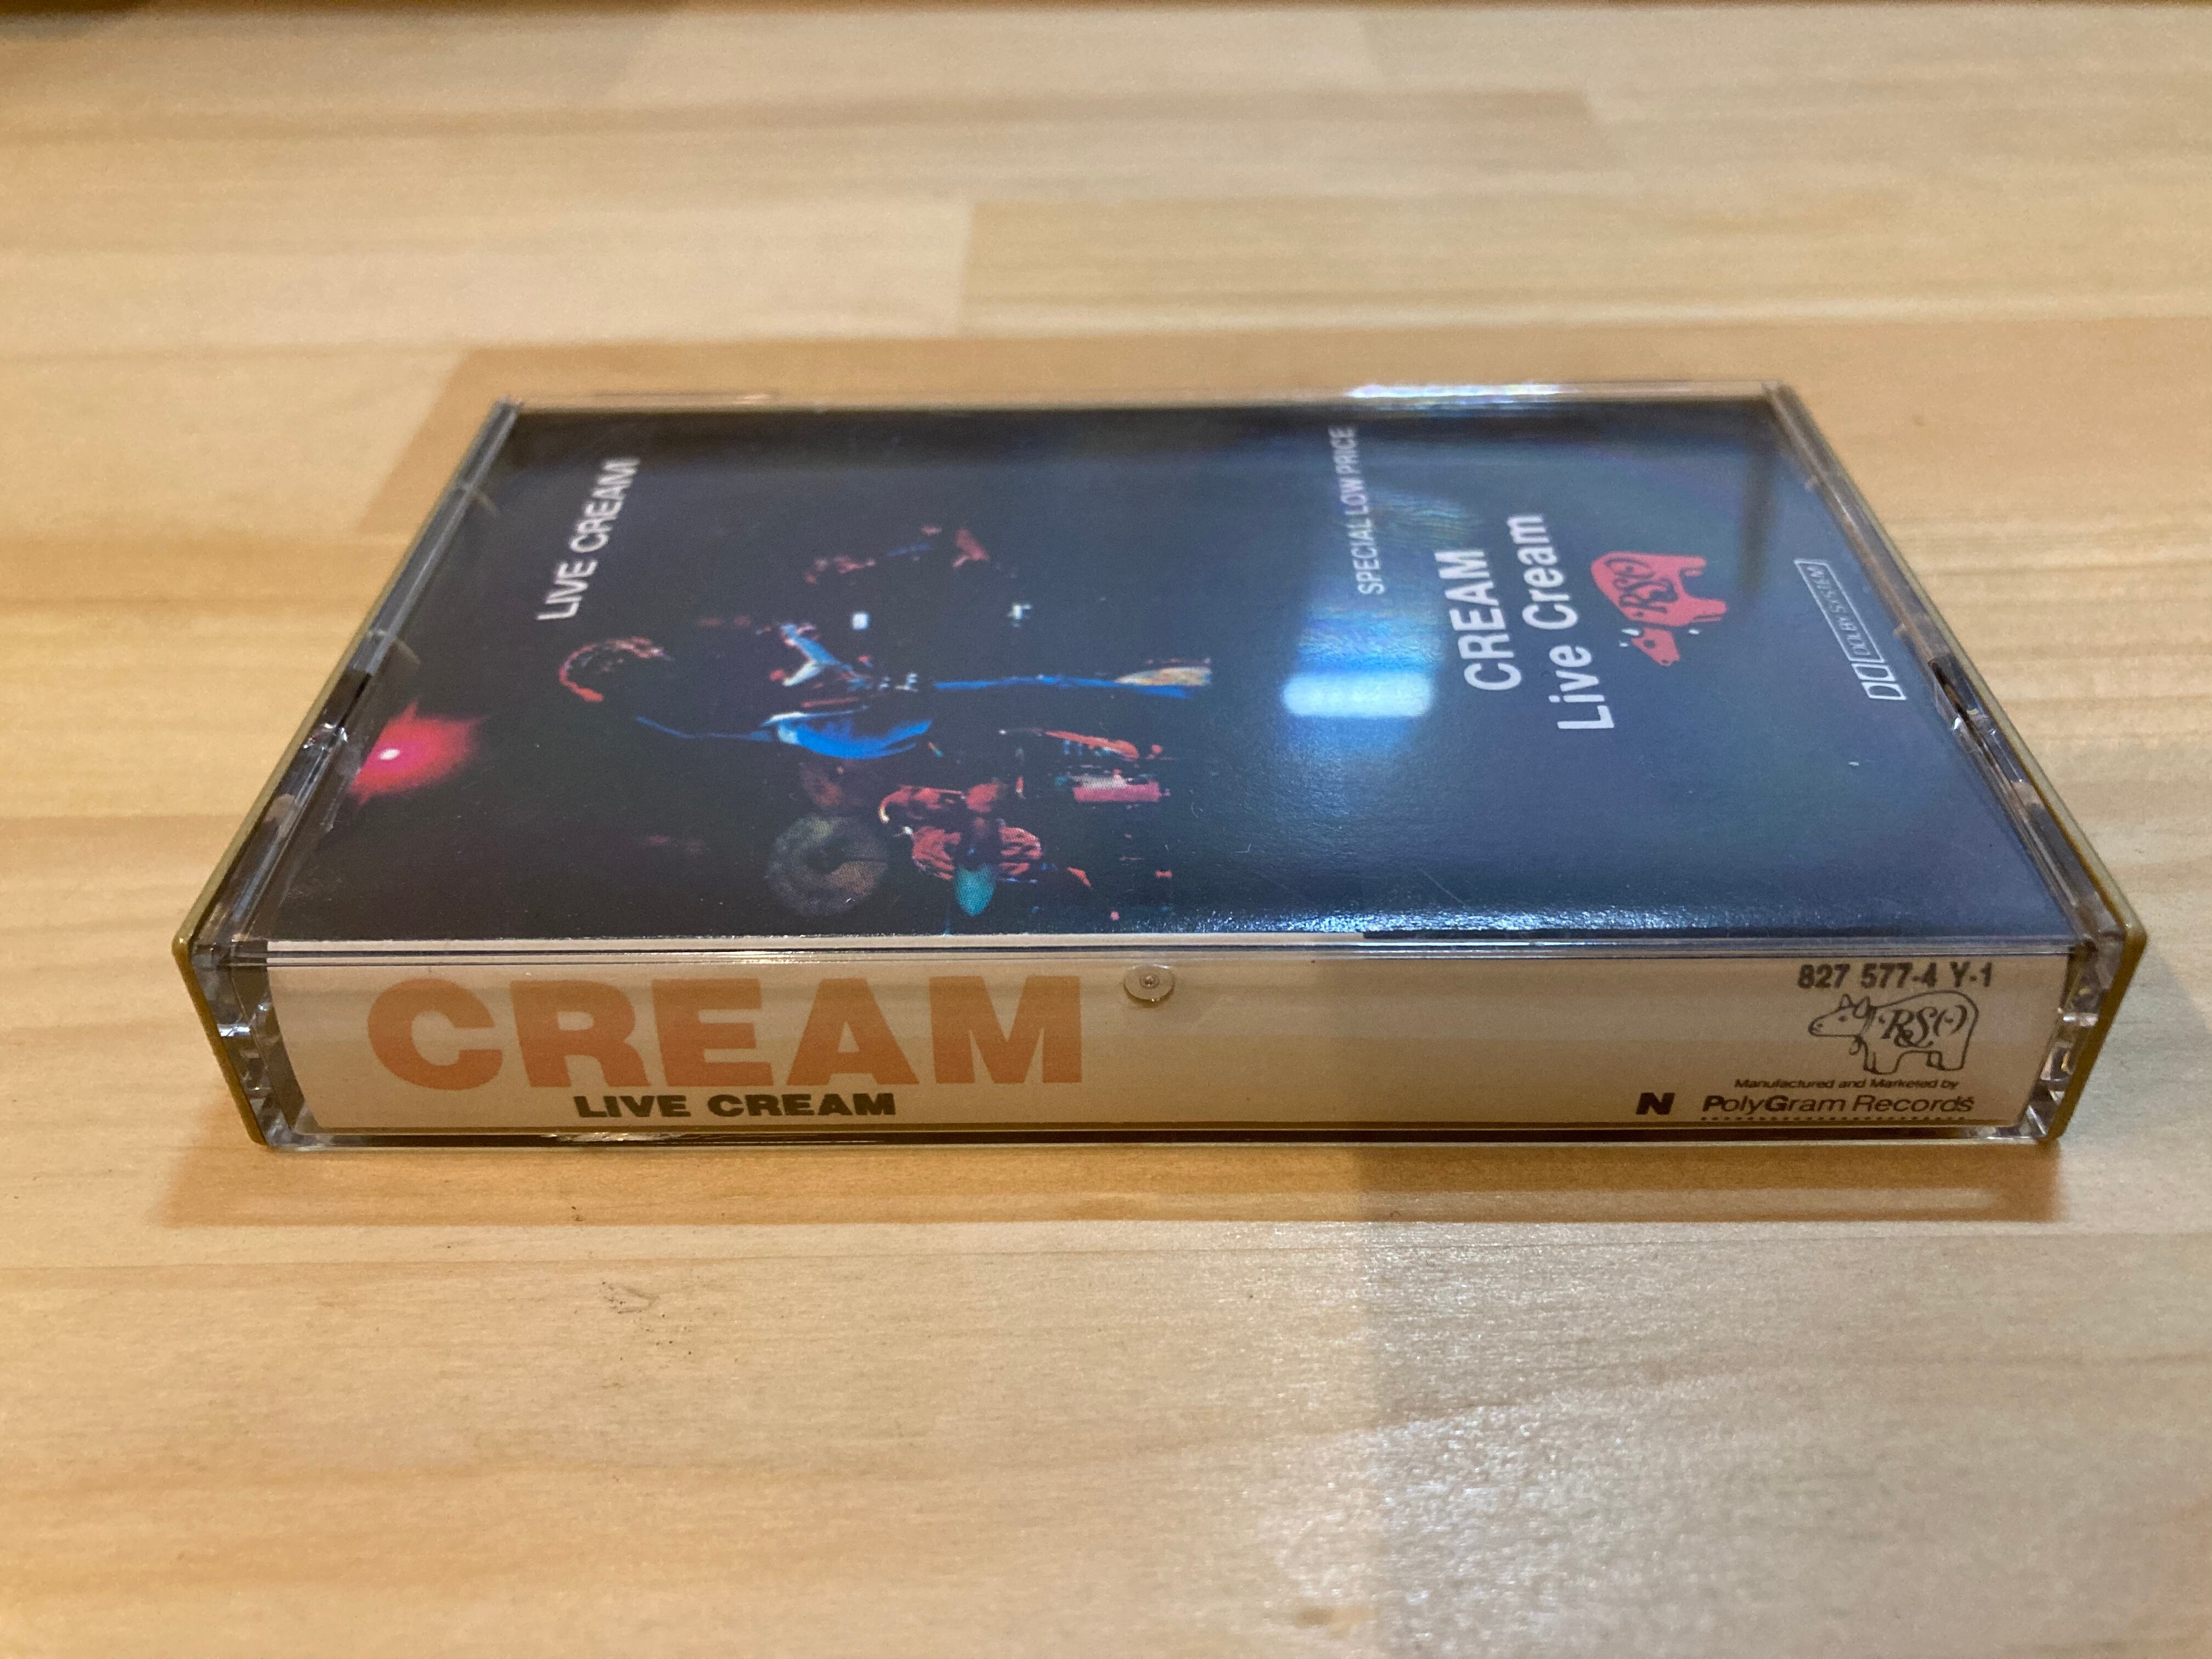 LIVE CREAM
SPECIAL LOW PRICE
CREAM
Live Cream
RSO
DOLBY SYSTEM
CREAM
LIVE CREAM
827 577-4 Y-1
RSO
Manufactured and Marketed by
N PolyGram Records